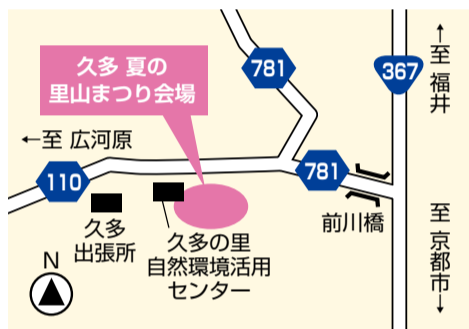 久多 夏の
里山まつり会場
781
367
↑至 福井
←至 広河原
110
781
前川橋
久多
出張所
久多の里
自然環境活用
センター
至 京都市↓
N